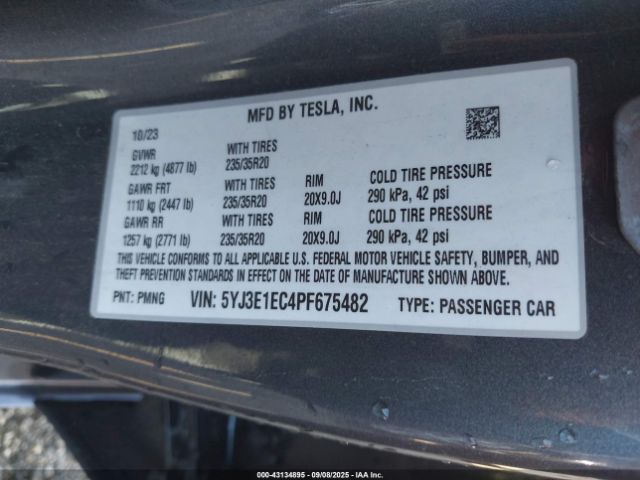 MFD BY TESLA, INC.
10/23
GVWR WITH TIRES
2212 kg (4877 lb) 235/35R20
GAWR FRT WITH TIRES RIM COLD TIRE PRESSURE
1110 kg (2447 lb) 235/35R20 20X9.0J 290 kPa, 42 psi
GAWR RR WITH TIRES RIM COLD TIRE PRESSURE
1257 kg (2771 lb) 235/35R20 20X9.0J 290 kPa, 42 psi
THIS VEHICLE CONFORMS TO ALL APPLICABLE U.S. FEDERAL MOTOR VEHICLE SAFETY, BUMPER, AND
THEFT PREVENTION STANDARDS IN EFFECT ON THE DATE OF MANUFACTURE SHOWN ABOVE.
PNT: PMNG VIN: 5YJ3E1EC4PF675482 TYPE: PASSENGER CAR
000-43134895 - 09/08/2025 - IAA Inc.